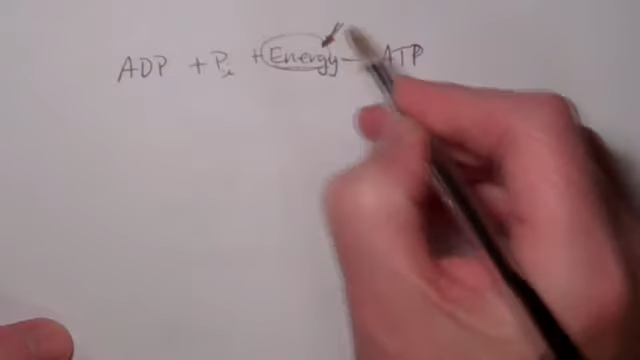 ADP + Pi + Energy → ATP